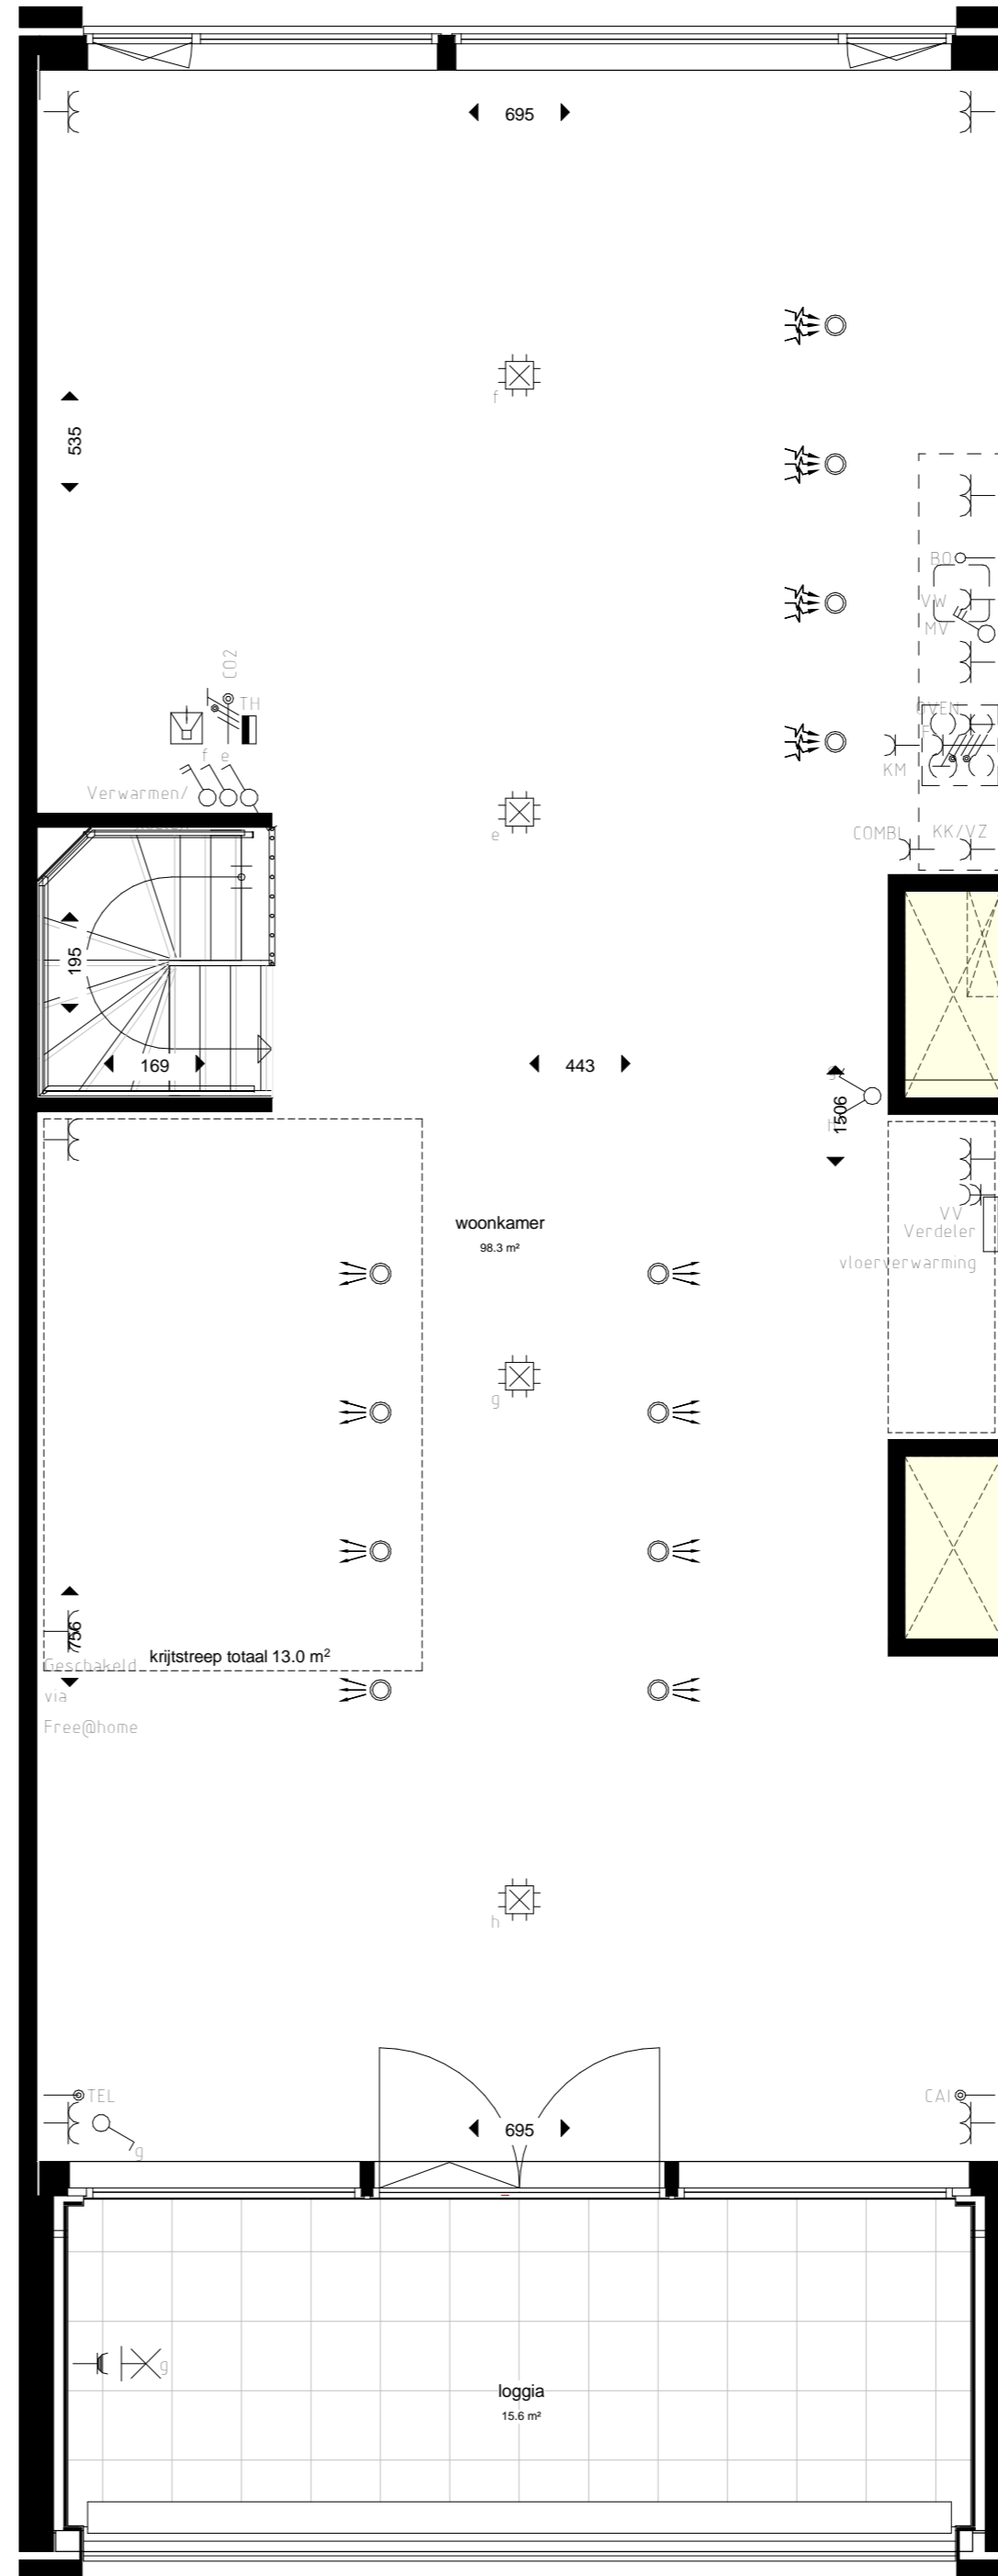 695
f
535
BO
VW
MV
CO2
TH
OVEN
KM
f e
Verwarmen/
e
COMBI
KK/VZ
195
169
443
1506
woonkamer
98.3 m²
VV
Verdeler
vloerverwarming
g
756
krijtstreep totaal 13.0 m²
Geschakeld
via
Free@home
h
TEL
CAI
695
g
g
loggia
15.6 m²